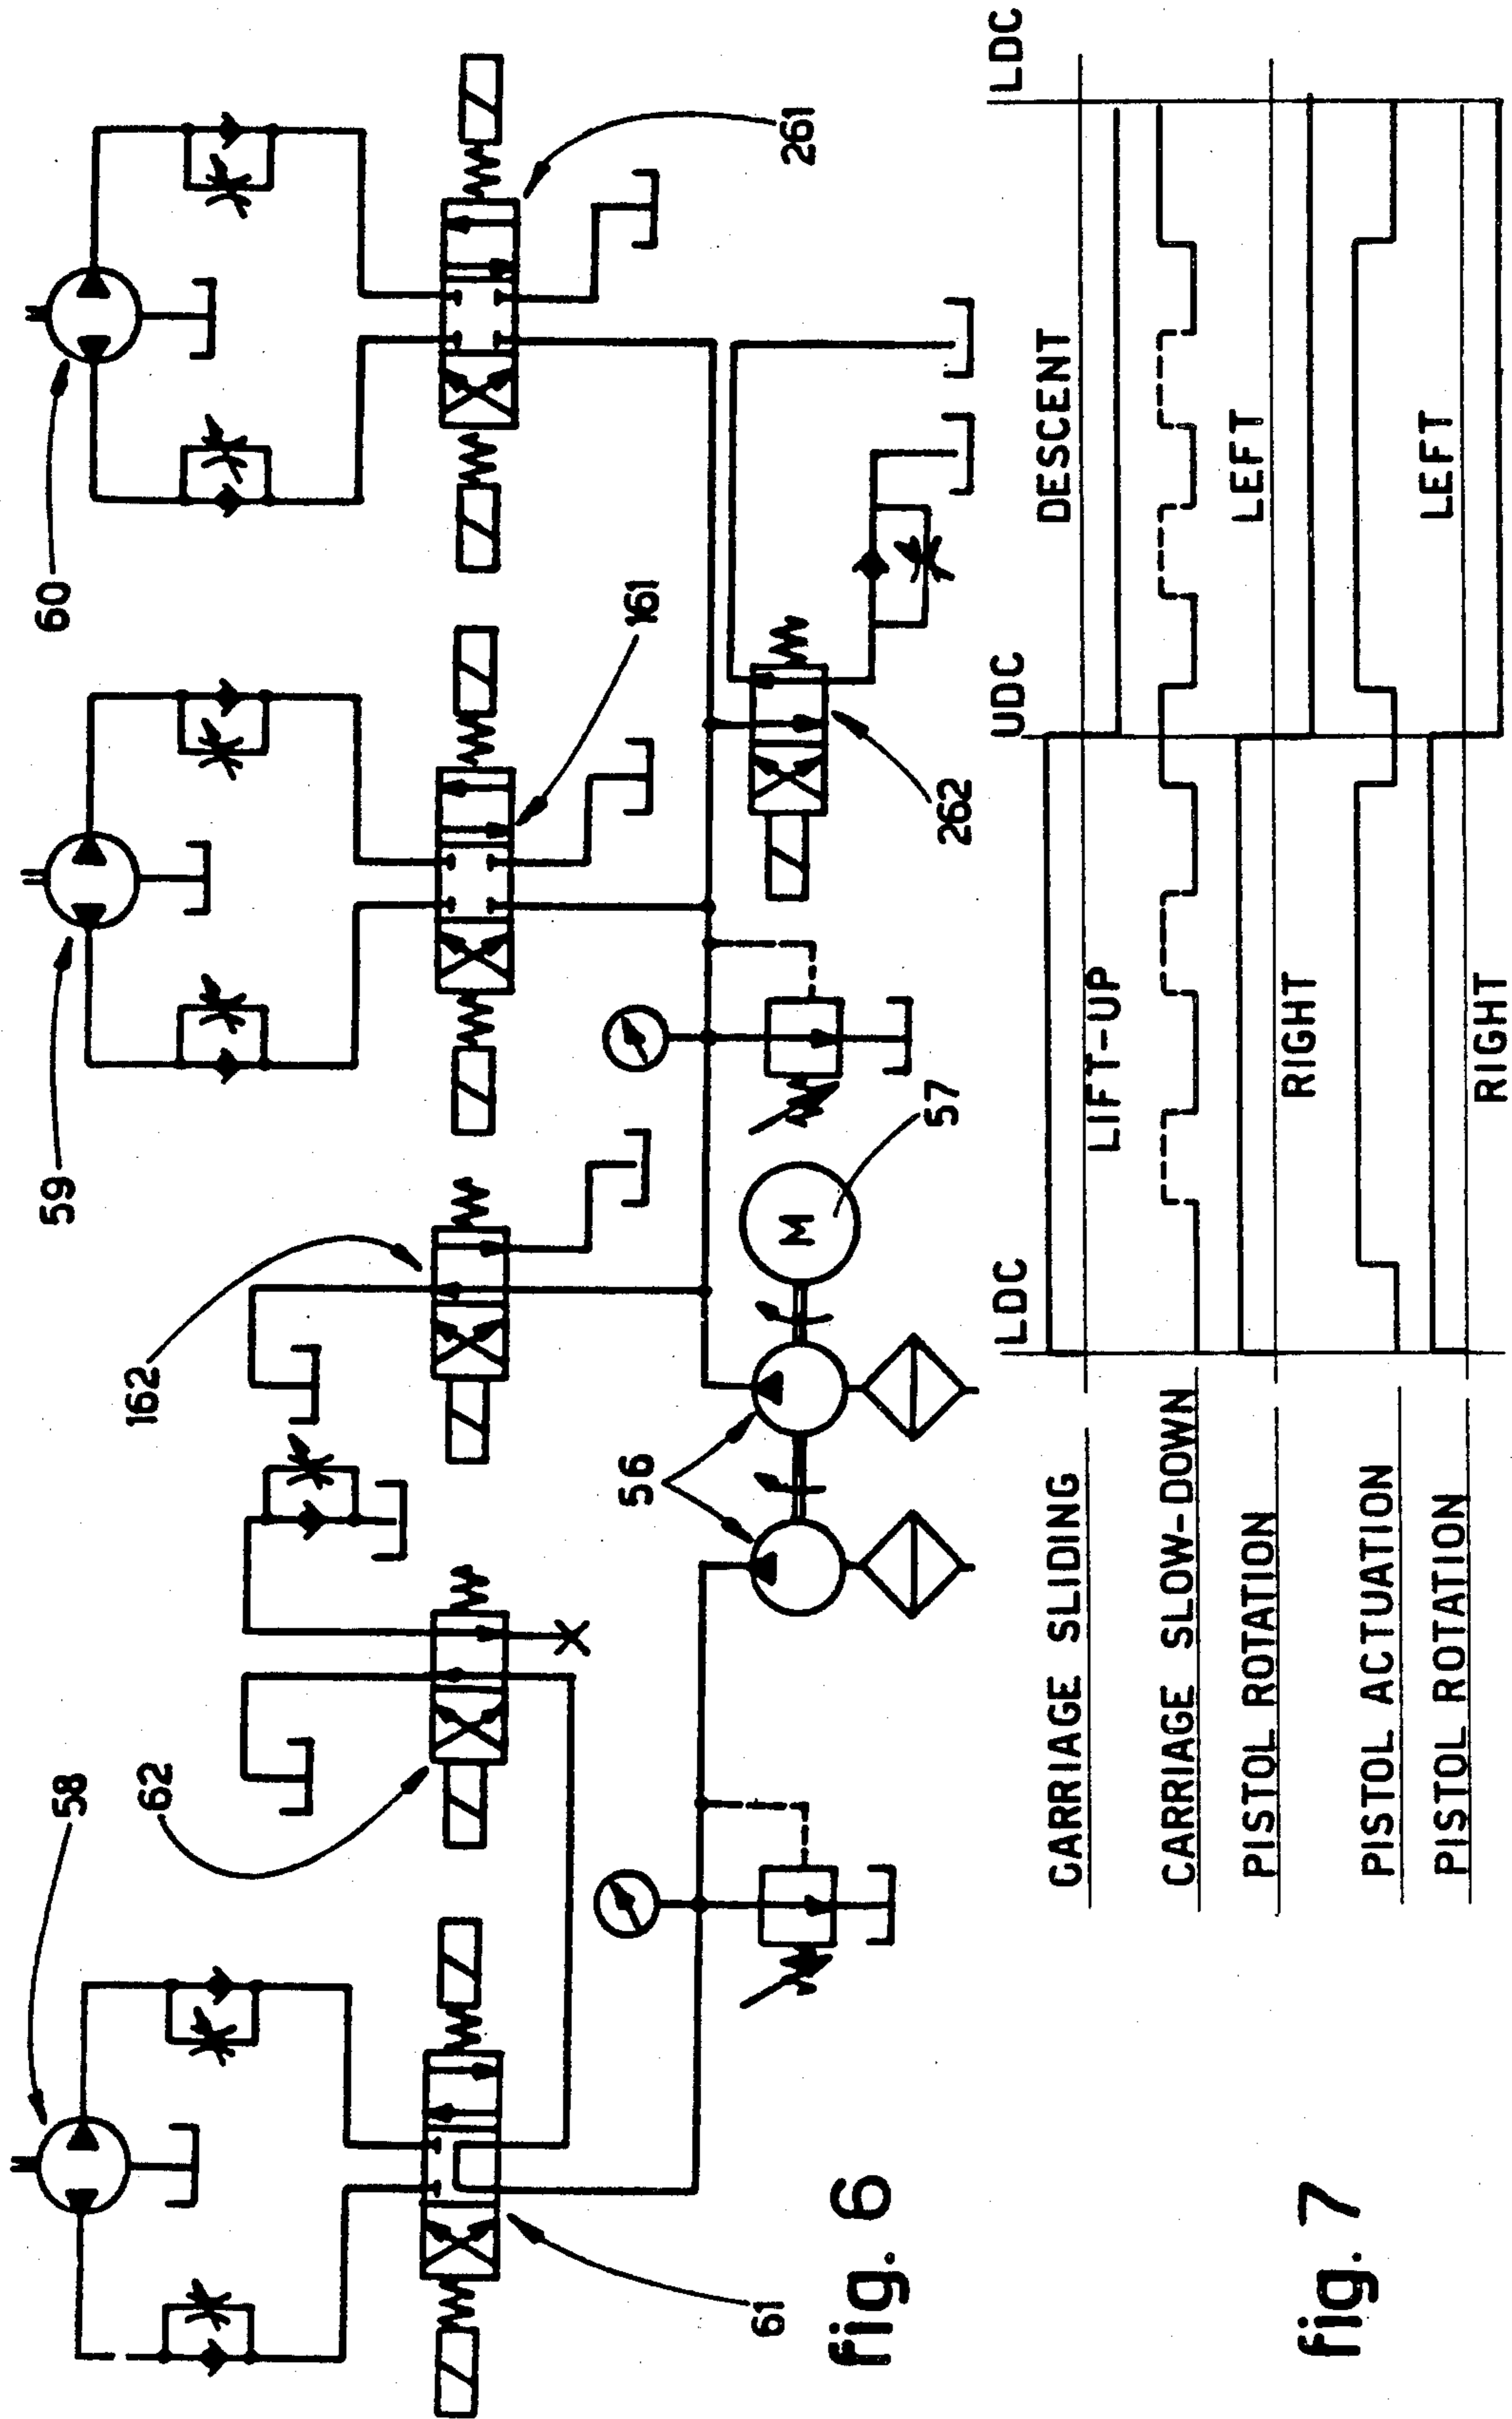 58
62
162
59
60
61
56
57
161
262
261
M
fig. 6
LDC
UDC
LDC
CARRIAGE SLIDING
LIFT-UP
DESCENT
CARRIAGE SLOW-DOWN
PISTOL ROTATION
RIGHT
LEFT
PISTOL ACTUATION
PISTOL ROTATION
RIGHT
LEFT
fig. 7